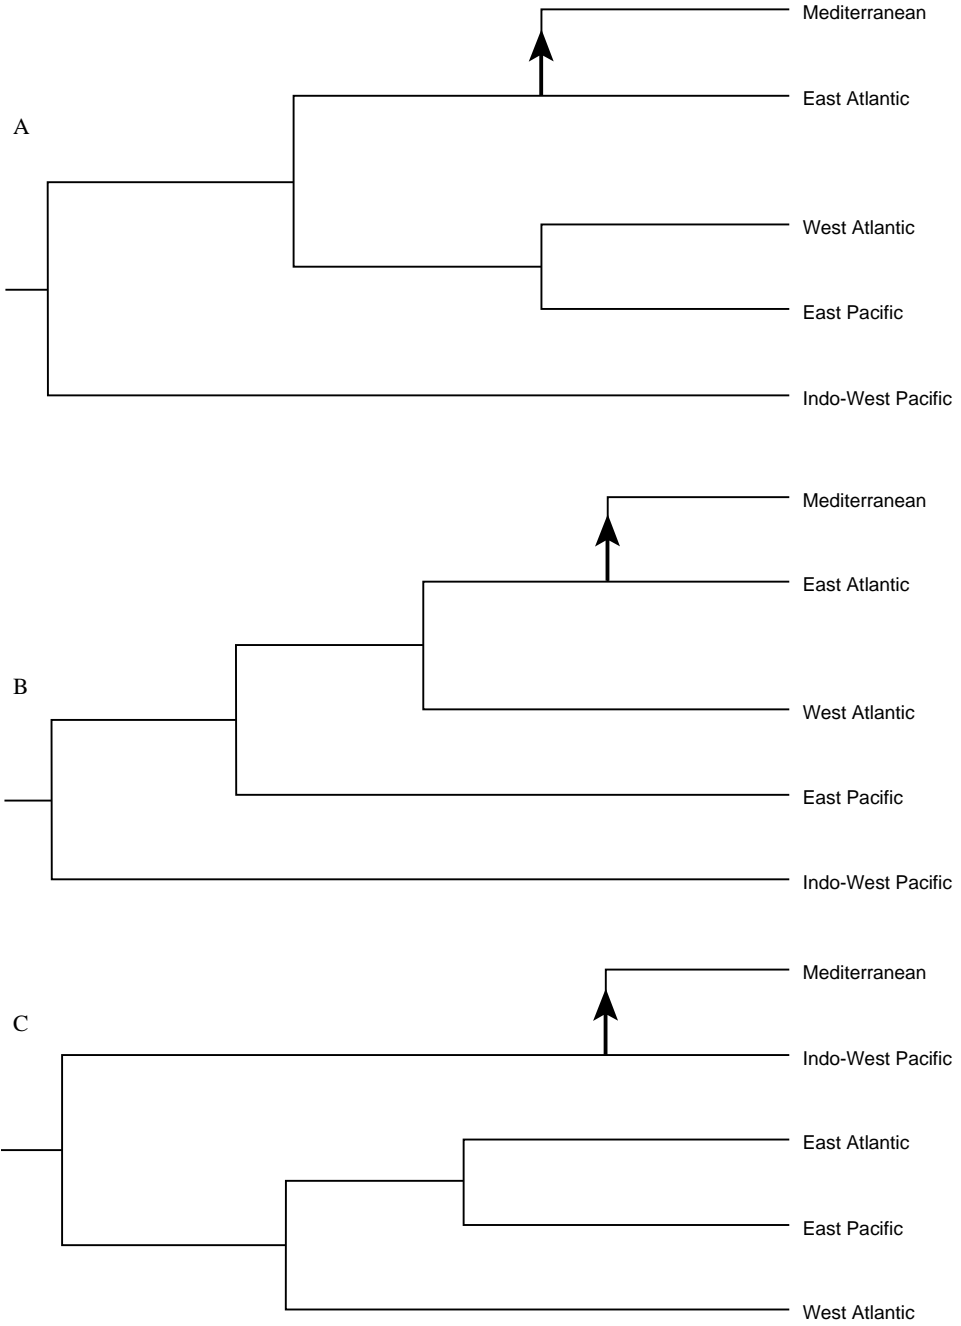 Mediterranean
East Atlantic
A
West Atlantic
East Pacific
Indo-West Pacific
Mediterranean
East Atlantic
B
West Atlantic
East Pacific
Indo-West Pacific
Mediterranean
C
Indo-West Pacific
East Atlantic
East Pacific
West Atlantic